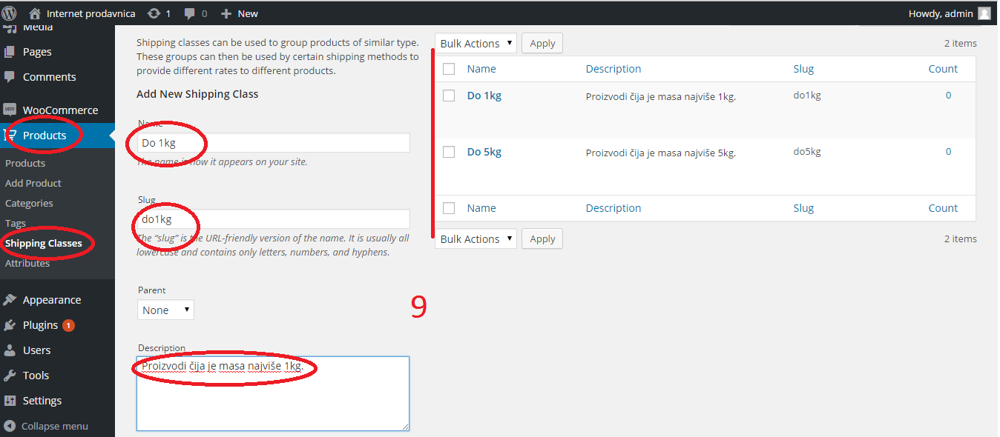 Internet prodavnica 1 0 New Howdy, admin
Media
Pages
Comments
WooCommerce
Products
Products
Add Product
Categories
Tags
Shipping Classes
Attributes
Appearance
Plugins 1
Users
Tools
Settings
Collapse menu
Shipping classes can be used to group products of similar type.
These groups can then be used by certain shipping methods to
provide different rates to different products.
Add New Shipping Class
Name
Do 1kg
The name is how it appears on your site.
Slug
do1kg
The “slug” is the URL-friendly version of the name. It is usually all
lowercase and contains only letters, numbers, and hyphens.
Parent
None
9
Description
Proizvodi čija je masa najviše 1kg.
Bulk Actions Apply 2 items
Name Description Slug Count
Do 1kg Proizvodi čija je masa najviše 1kg. do1kg 0
Do 5kg Proizvodi čija je masa najviše 5kg. do5kg 0
Name Description Slug Count
Bulk Actions Apply 2 items